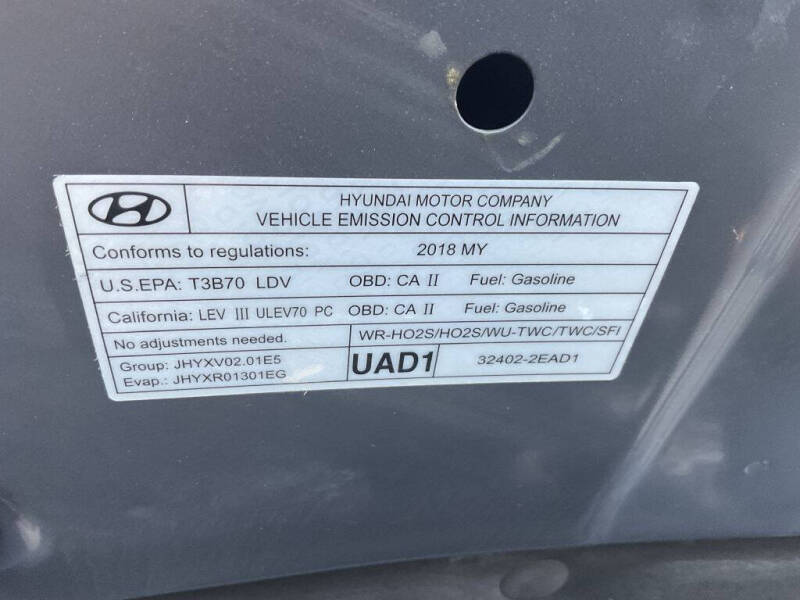 HYUNDAI MOTOR COMPANY
VEHICLE EMISSION CONTROL INFORMATION
Conforms to regulations: 2018 MY
U.S.EPA: T3B70 LDV OBD: CA II Fuel: Gasoline
California: LEV III ULEV70 PC OBD: CA II Fuel: Gasoline
No adjustments needed. WR-HO2S/HO2S/WU-TWC/TWC/SFI
Group: JHYXV02.01E5
Evap.: JHYXR01301EG
UAD1 32402-2EAD1